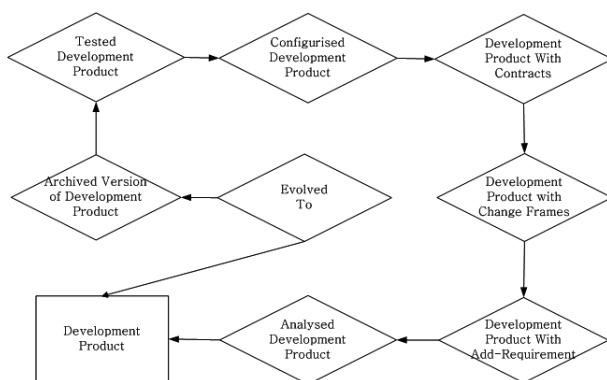 Tested
Development
Product
Configurised
Development
Product
Development
Product With
Contracts
Archived Version
of Development
Product
Evolved
To
Development
Product with
Change Frames
Development
Product
Analysed
Development
Product
Development
Product With
Add-Requirement